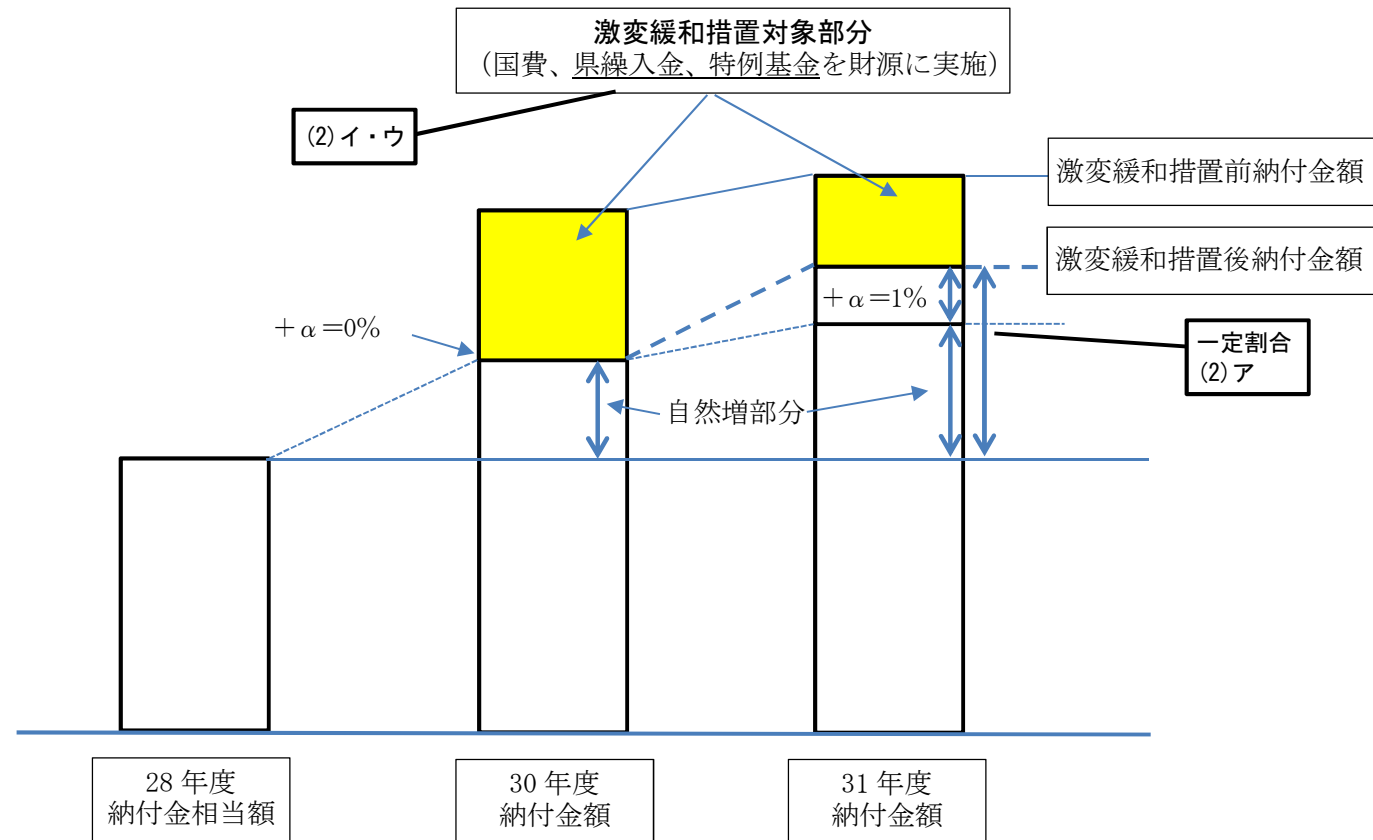 激変緩和措置対象部分
（国費、県繰入金、特例基金を財源に実施）
(2)イ・ウ
激変緩和措置前納付金額
激変緩和措置後納付金額
＋α＝1%
＋α＝0%
一定割合
(2)ア
自然増部分
28 年度
納付金相当額
30 年度
納付金額
31 年度
納付金額